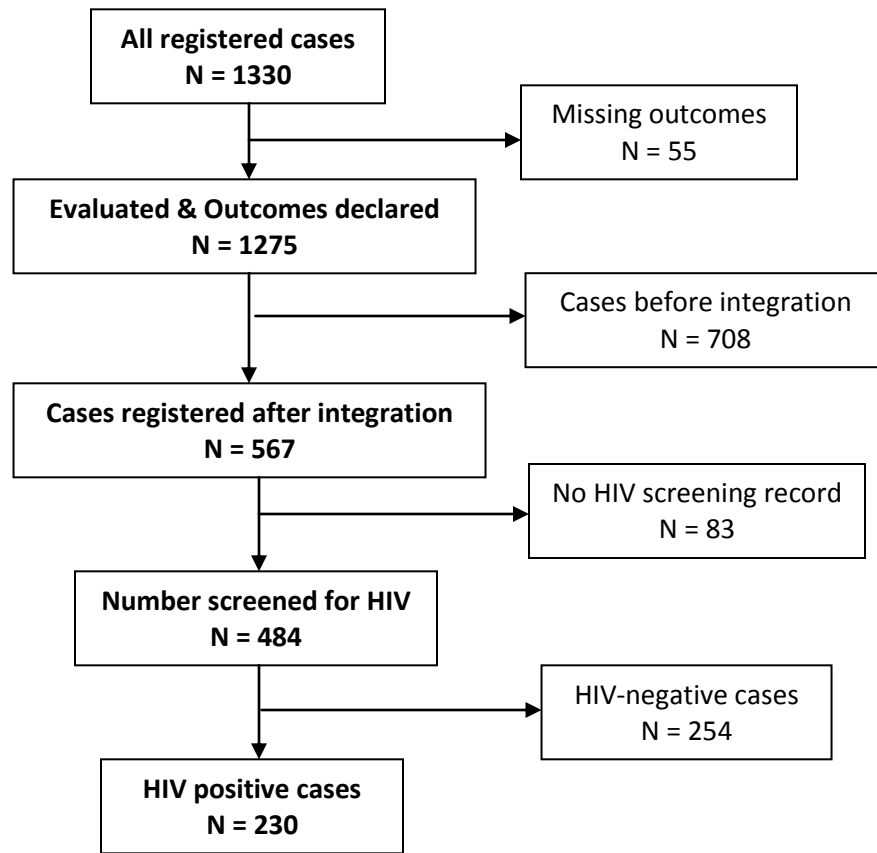 All registered cases
N = 1330
Missing outcomes
N = 55
Evaluated & Outcomes declared
N = 1275
Cases before integration
N = 708
Cases registered after integration
N = 567
No HIV screening record
N = 83
Number screened for HIV
N = 484
HIV-negative cases
N = 254
HIV positive cases
N = 230